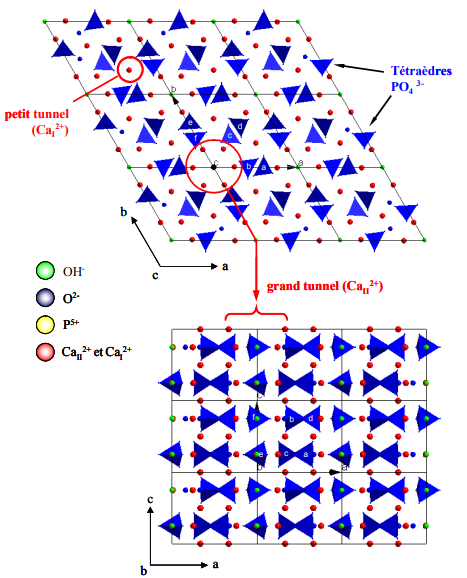 Tétraèdres
PO₄ ³⁻
petit tunnel
(CaI²⁺)
b
e
d
c
c
b
a
a
b
c
a
grand tunnel (CaII²⁺)
OH⁻
O²⁻
P⁵⁺
CaII²⁺ et CaI²⁺
c
f
b
d
e
c
a
b
a
c
b
a